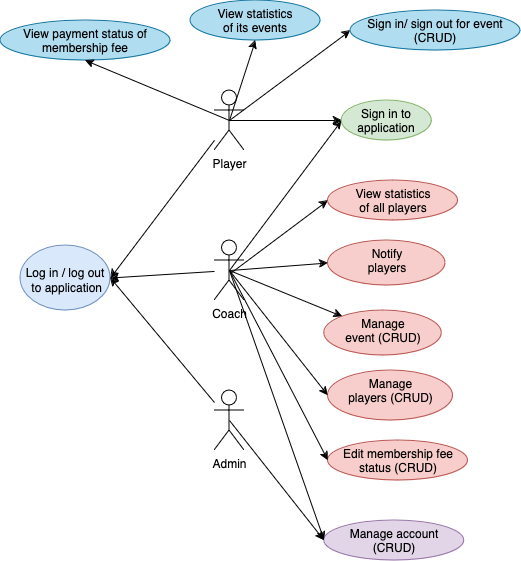 View statistics
of its events
Sign in/ sign out for event
(CRUD)
View payment status of
membership fee
Sign in to
application
Player
View statistics
of all players
Notify
players
Log in / log out
to application
Coach
Manage
event (CRUD)
Manage
players (CRUD)
Admin
Edit membership fee
status (CRUD)
Manage account
(CRUD)